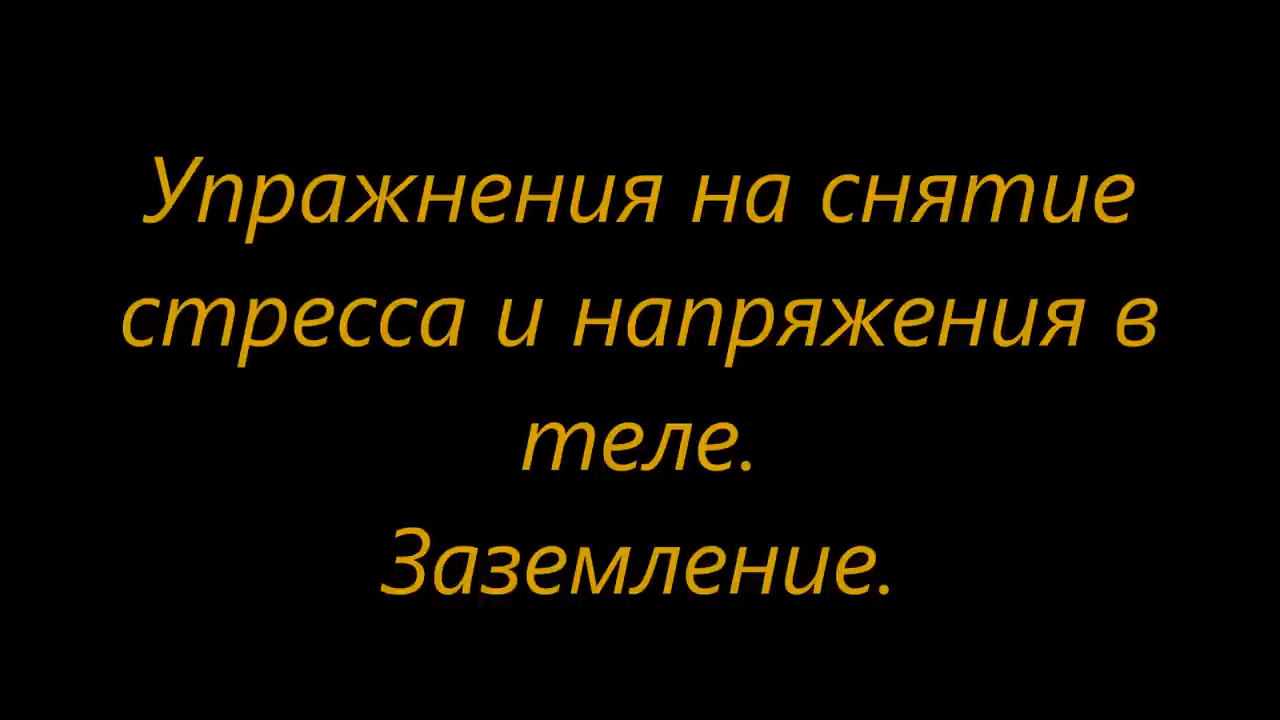 Упражнения на снятие
стресса и напряжения в
теле.
Заземление.